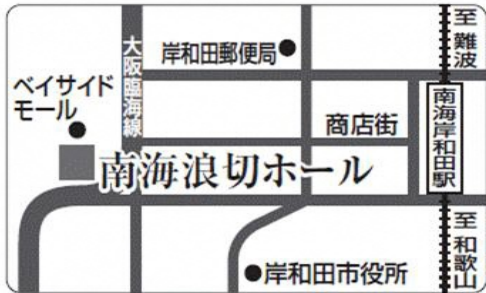 至難波
大阪臨海線
岸和田郵便局
ベイサイド
モール
南海岸和田駅
商店街
南海浪切ホール
至和歌山
岸和田市役所